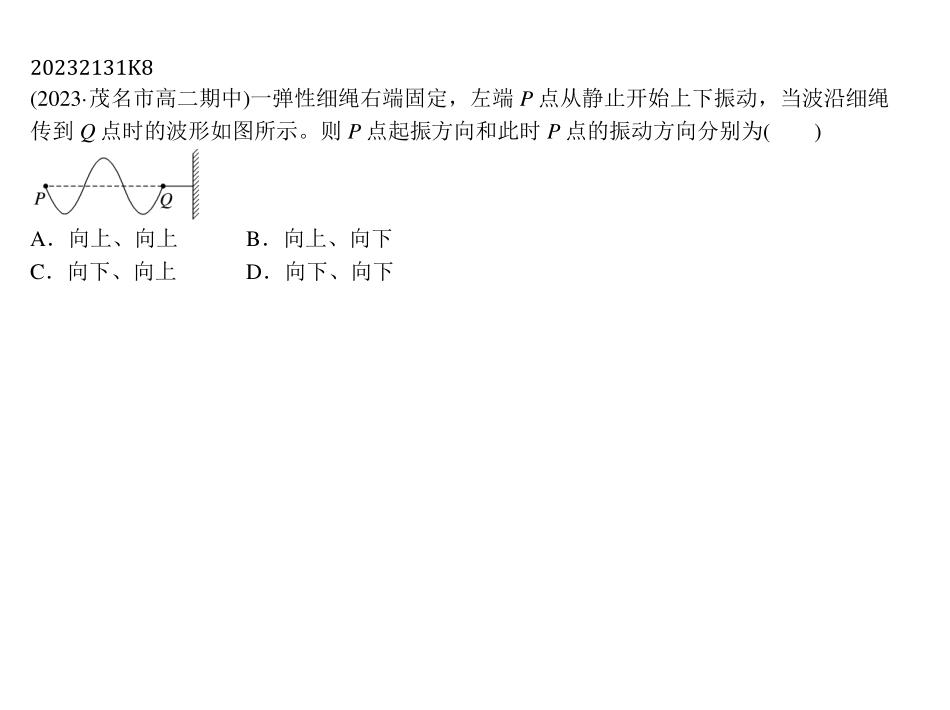 20232131K8
(2023·茂名市高二期中)一弹性细绳右端固定，左端 P 点从静止开始上下振动，当波沿细绳
传到 Q 点时的波形如图所示。则 P 点起振方向和此时 P 点的振动方向分别为(　　)
P
Q
A．向上、向上　　　B．向上、向下
C．向下、向上　　　D．向下、向下